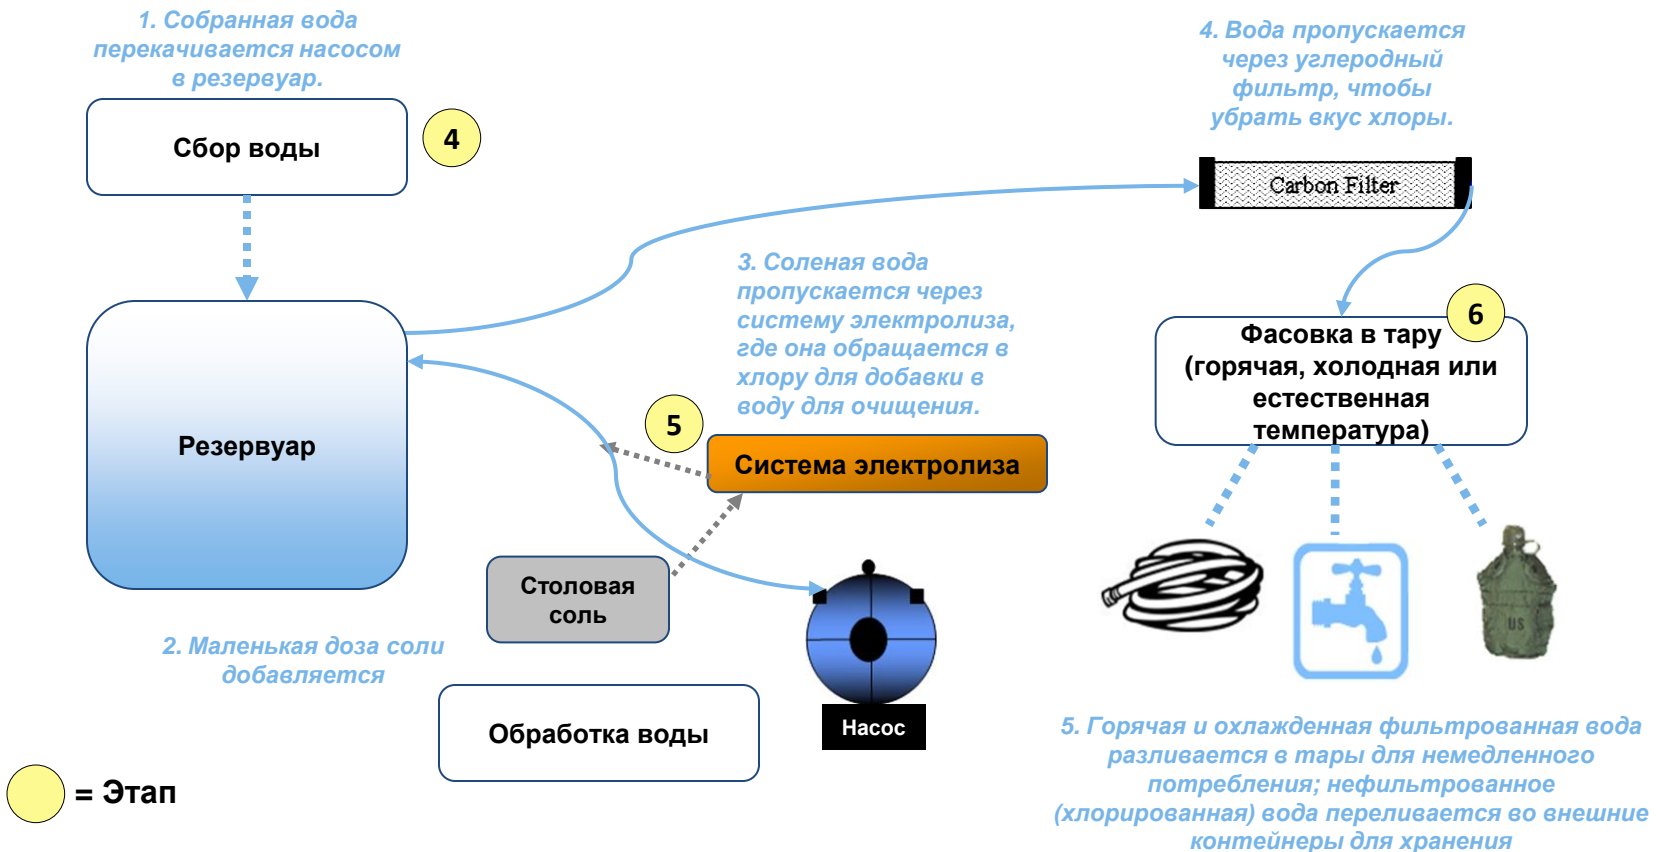 1. Собранная вода
перекачивается насосом
в резервуар.
Сбор воды
4
4. Вода пропускается
через углеродный
фильтр, чтобы
убрать вкус хлоры.
Carbon Filter
3. Соленая вода
пропускается через
систему электролиза,
где она обращается в
хлору для добавки в
воду для очищения.
6
Фасовка в тару
(горячая, холодная или
естественная
температура)
Резервуар
5
Система электролиза
Столовая
соль
2. Маленькая доза соли
добавляется
US
Обработка воды
Насос
5. Горячая и охлажденная фильтрованная вода
разливается в тары для немедленного
потребления; нефильтрованное
(хлорированная) вода переливается во внешние
контейнеры для хранения
= Этап